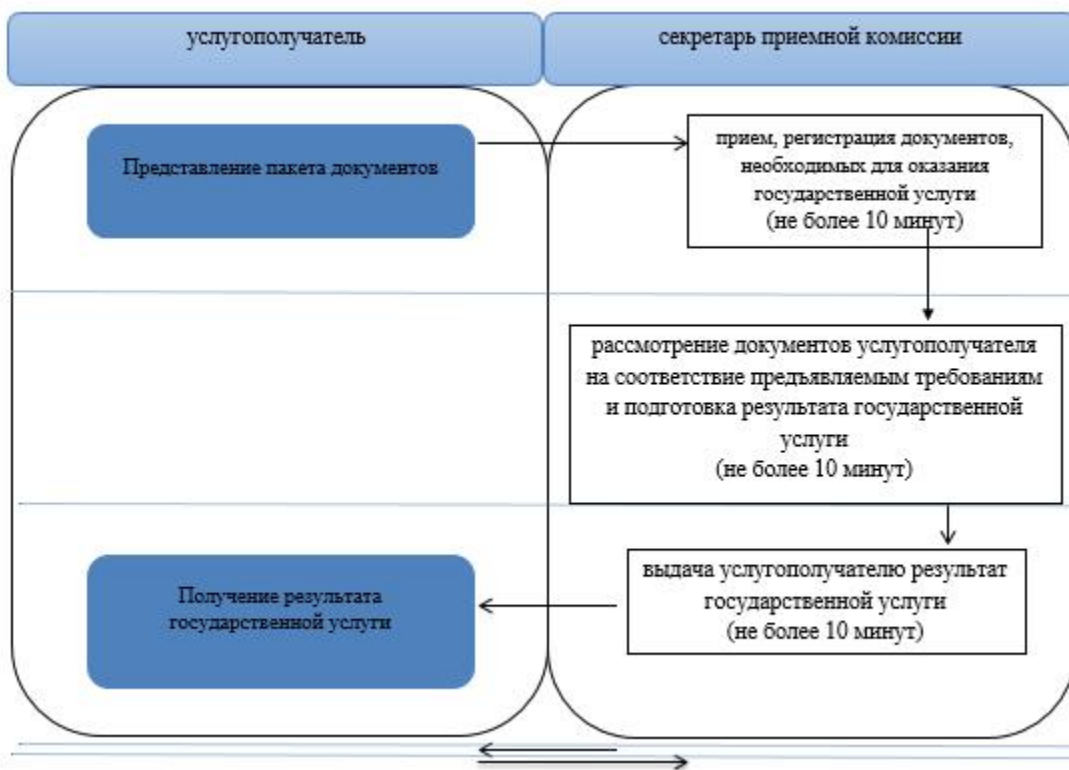 услугополучатель
секретарь приемной комиссии
Представление пакета документов
прием, регистрация документов,
необходимых для оказания
государственной услуги
(не более 10 минут)
рассмотрение документов услугополучателя
на соответствие предъявляемым требованиям
и подготовка результата государственной
услуги
(не более 10 минут)
Получение результата
государственной услуги
выдача услугополучателю результат
государственной услуги
(не более 10 минут)